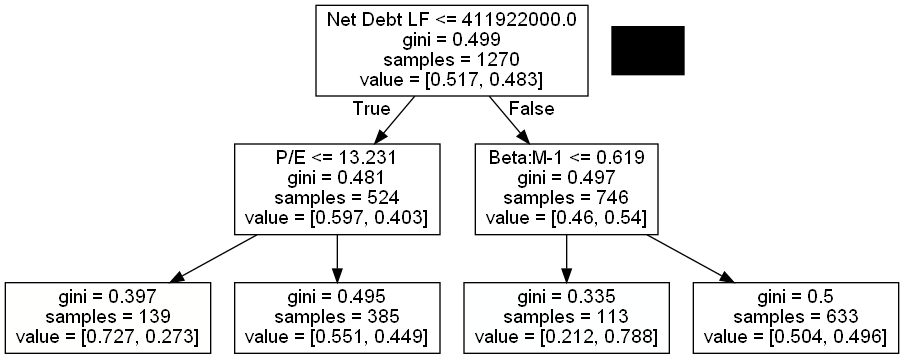 Net Debt LF <= 411922000.0
gini = 0.499
samples = 1270
value = [0.517, 0.483]
True
False
P/E <= 13.231
gini = 0.481
samples = 524
value = [0.597, 0.403]
Beta:M-1 <= 0.619
gini = 0.497
samples = 746
value = [0.46, 0.54]
gini = 0.397
samples = 139
value = [0.727, 0.273]
gini = 0.495
samples = 385
value = [0.551, 0.449]
gini = 0.335
samples = 113
value = [0.212, 0.788]
gini = 0.5
samples = 633
value = [0.504, 0.496]